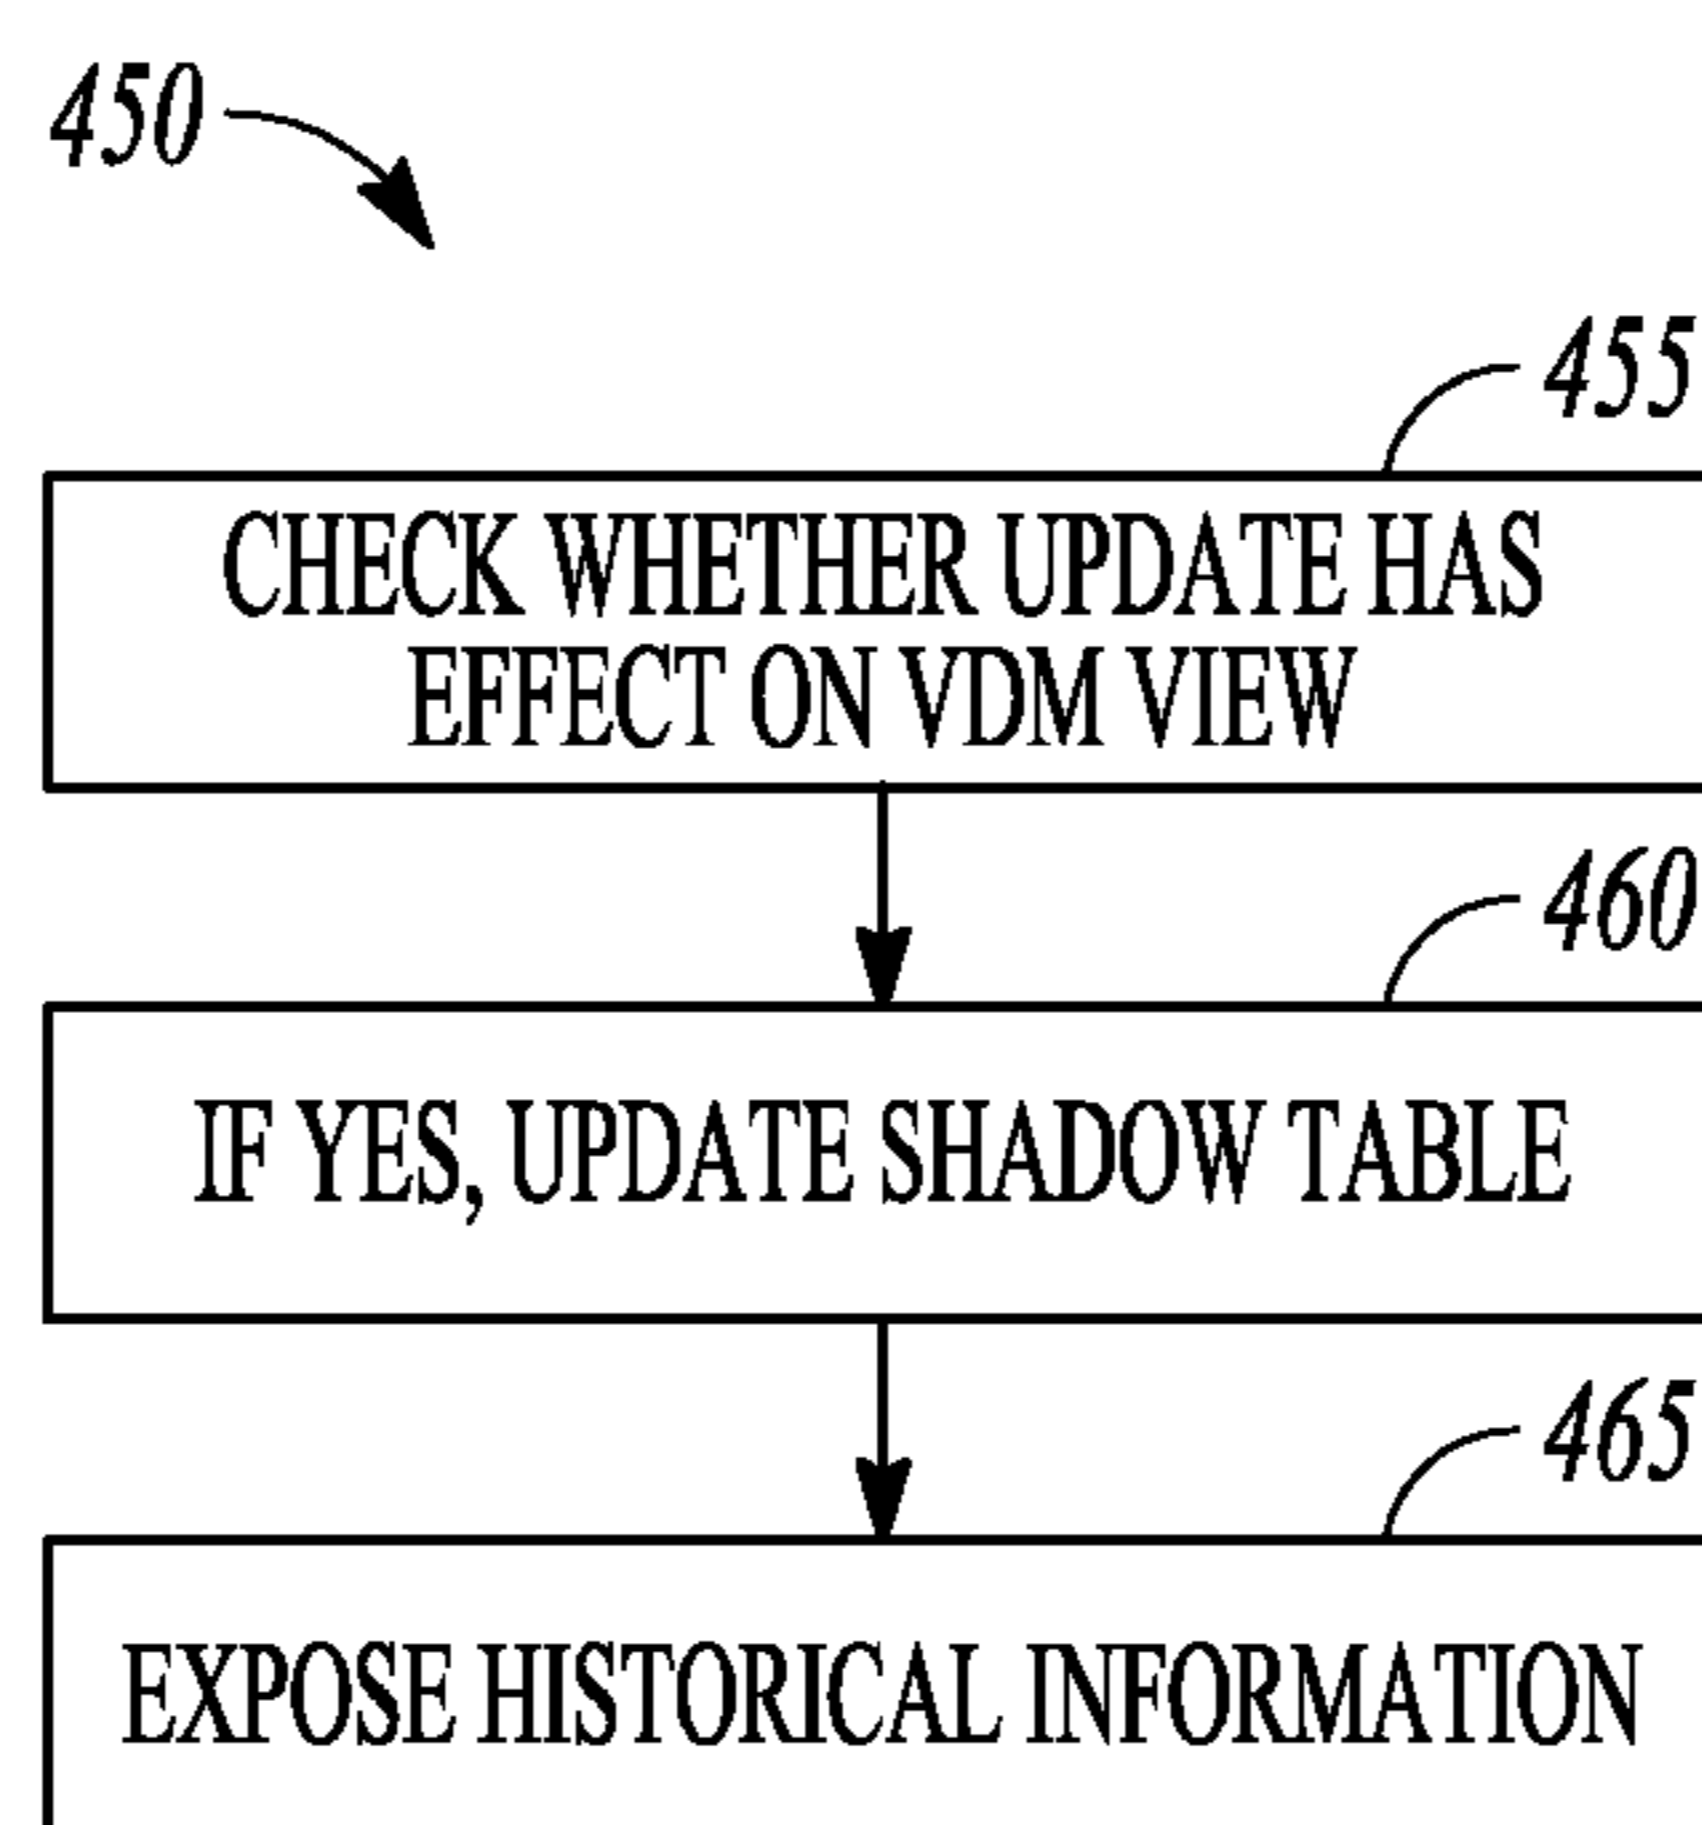 450
455
CHECK WHETHER UPDATE HAS
EFFECT ON VDM VIEW
460
IF YES, UPDATE SHADOW TABLE
465
EXPOSE HISTORICAL INFORMATION